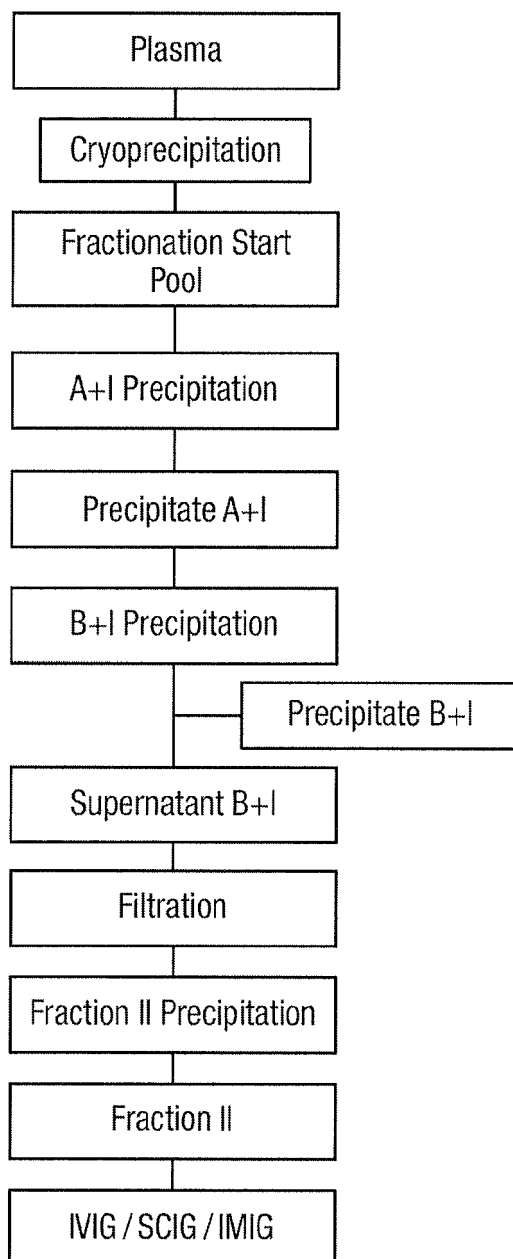 Plasma
Cryoprecipitation
Fractionation Start
Pool
A+I Precipitation
Precipitate A+I
B+I Precipitation
Precipitate B+I
Supernatant B+I
Filtration
Fraction II Precipitation
Fraction II
IVIG / SCIG / IMIG